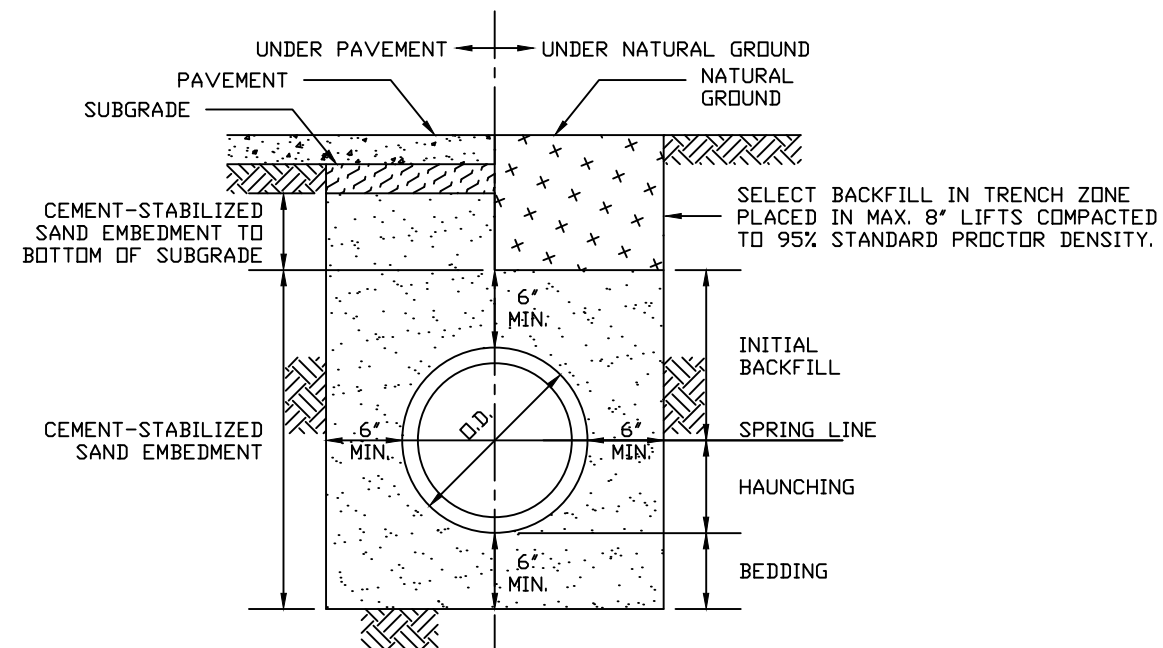 UNDER PAVEMENT
UNDER NATURAL GROUND
PAVEMENT
NATURAL
GROUND
SUBGRADE
SELECT BACKFILL IN TRENCH ZONE
PLACED IN MAX. 8" LIFTS COMPACTED
TO 95% STANDARD PROCTOR DENSITY.
CEMENT-STABILIZED
SAND EMBEDMENT TO
BOTTOM OF SUBGRADE
6"
MIN.
INITIAL
BACKFILL
O.D.
CEMENT-STABILIZED
SAND EMBEDMENT
6"
MIN.
6"
MIN.
SPRING LINE
HAUNCHING
6"
MIN.
BEDDING